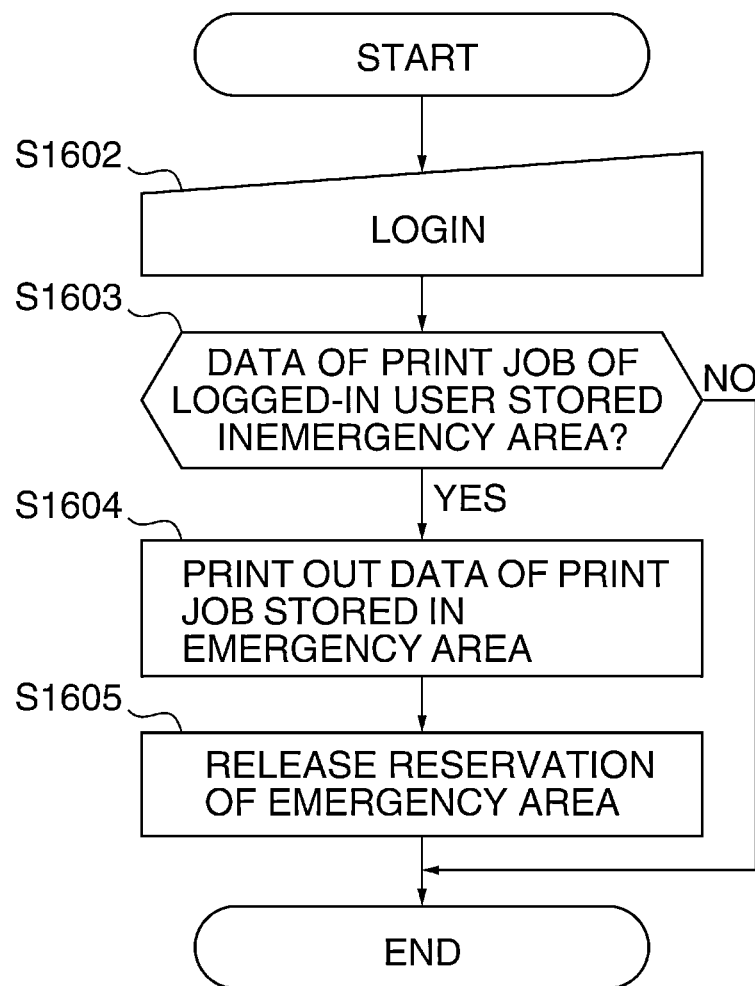 START
S1602
LOGIN
S1603
DATA OF PRINT JOB OF
LOGGED-IN USER STORED
INEMERGENCY AREA?
NO
YES
S1604
PRINT OUT DATA OF PRINT
JOB STORED IN
EMERGENCY AREA
S1605
RELEASE RESERVATION
OF EMERGENCY AREA
END